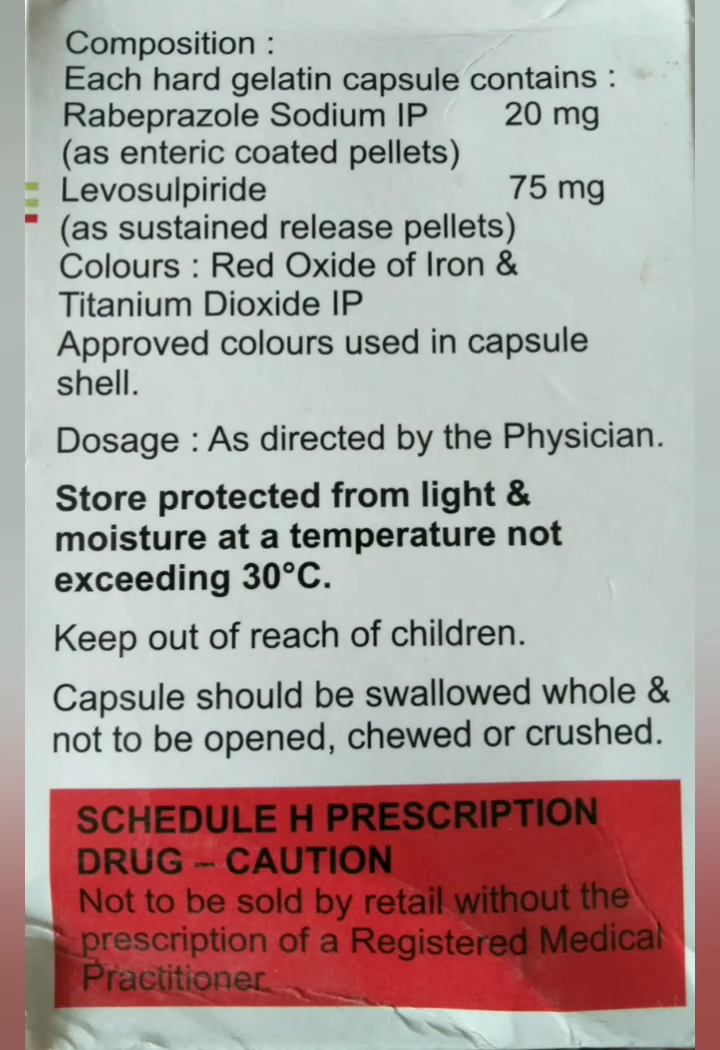 Composition :
Each hard gelatin capsule contains :
Rabeprazole Sodium IP 20 mg
(as enteric coated pellets)
Levosulpiride 75 mg
(as sustained release pellets)
Colours : Red Oxide of Iron &
Titanium Dioxide IP
Approved colours used in capsule
shell.
Dosage : As directed by the Physician.
Store protected from light &
moisture at a temperature not
exceeding 30°C.
Keep out of reach of children.
Capsule should be swallowed whole &
not to be opened, chewed or crushed.
SCHEDULE H PRESCRIPTION
DRUG – CAUTION
Not to be sold by retail without the
prescription of a Registered Medical
Practitioner.